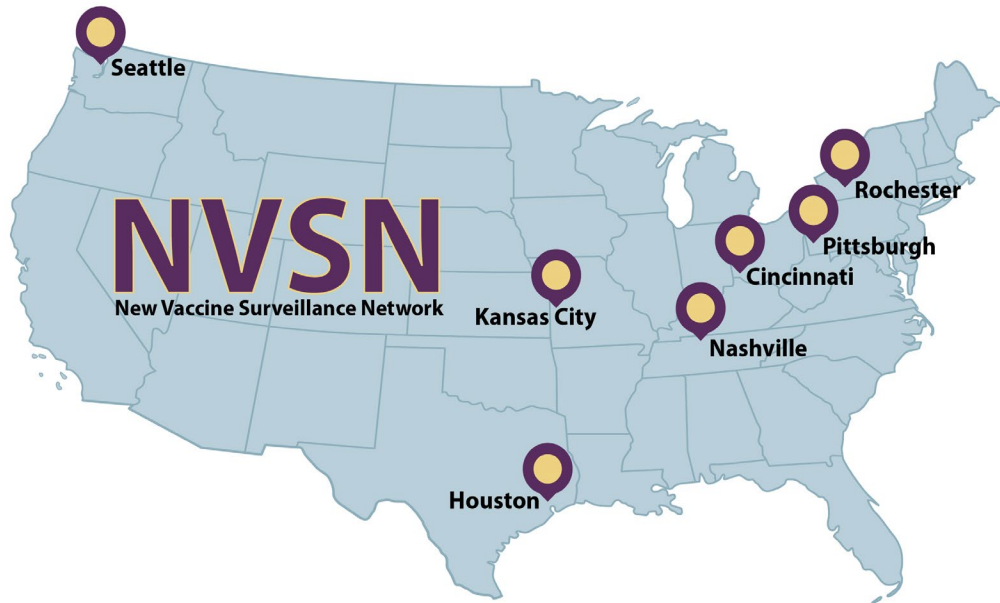 Seattle
Rochester
NVSN
New Vaccine Surveillance Network
Pittsburgh
Cincinnati
Kansas City
Nashville
Houston